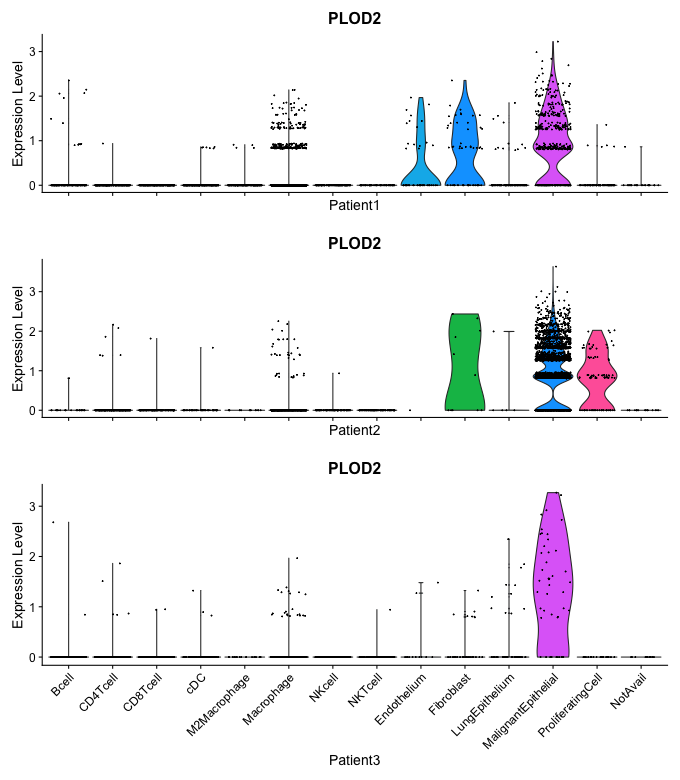 PLOD2
3
2
1
0
Expression Level
Patient1
PLOD2
3
2
1
0
Expression Level
Patient2
PLOD2
3
2
1
0
Expression Level
Bcell
CD4Tcell
CD8Tcell
cDC
M2Macrophage
Macrophage
NKcell
NKTcell
Endothelium
Fibroblast
LungEpithelium
MalignantEpithelial
ProliferatingCell
NotAvail
Patient3